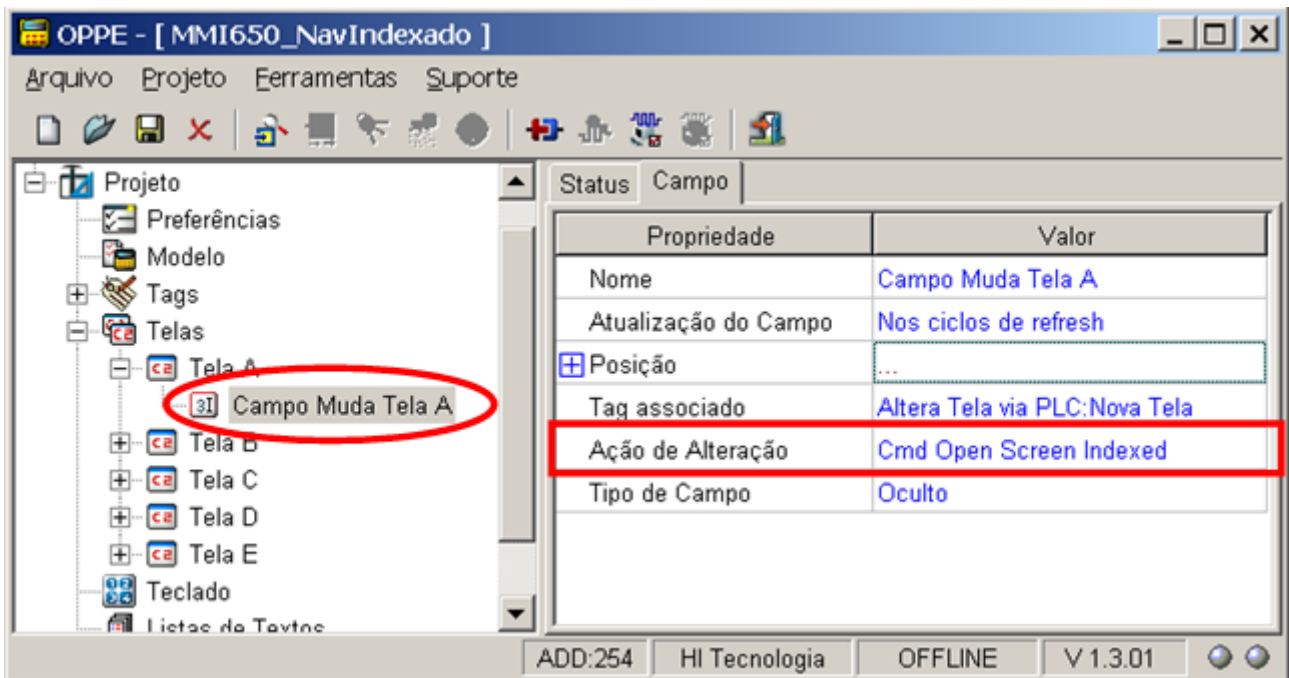 OPPE - [ MMI650_NavIndexado ]
Arquivo Projeto Ferramentas Suporte
Projeto
Preferências
Modelo
Tags
Telas
Tela A
Campo Muda Tela A
Tela B
Tela C
Tela D
Tela E
Teclado
Listas de Textos
Status Campo
Propriedade Valor
Nome Campo Muda Tela A
Atualização do Campo Nos ciclos de refresh
Posição ...
Tag associado Altera Tela via PLC:Nova Tela
Ação de Alteração Cmd Open Screen Indexed
Tipo de Campo Oculto
ADD:254 HI Tecnologia OFFLINE V 1.3.01